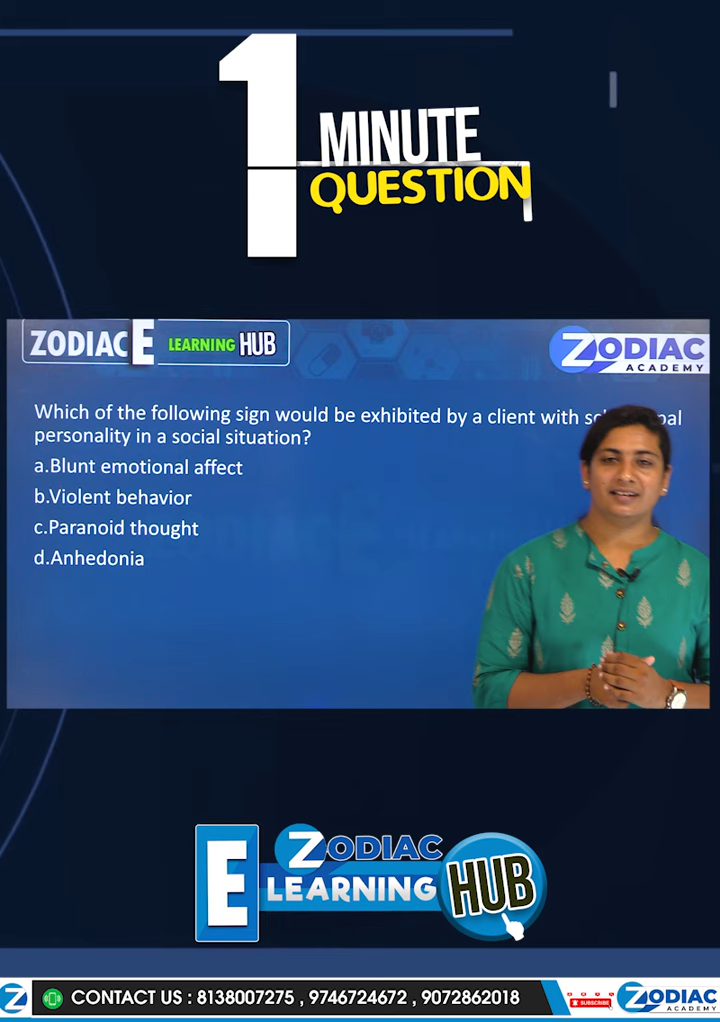 1
MINUTE
QUESTION
ZODIAC E LEARNING HUB
ZODIAC
ACADEMY
Which of the following sign would be exhibited by a client with
personality in a social situation?
a.Blunt emotional affect
b.Violent behavior
c.Paranoid thought
d.Anhedonia
E
ZODIAC
LEARNING
HUB
Z
CONTACT US : 8138007275 , 9746724672 , 9072862018
SUBSCRIBE
ZODIAC
ACADEMY